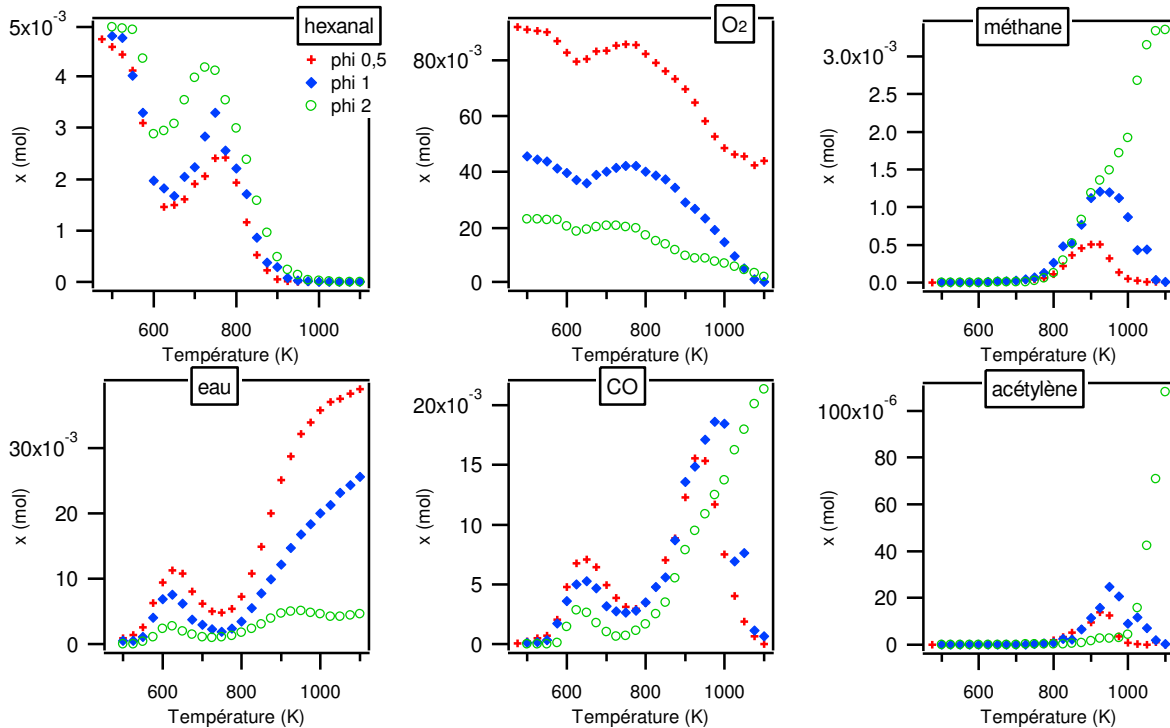 hexanal
5x10-3
4
3
2
1
0
x (mol)
phi 0,5
phi 1
phi 2
600
800
1000
Température (K)
O2
80x10-3
60
40
20
0
x (mol)
600
800
1000
Température (K)
méthane
3.0x10-3
2.5
2.0
1.5
1.0
0.5
0.0
x (mol)
600
800
1000
Température (K)
eau
30x10-3
20
10
0
x (mol)
600
800
1000
Température (K)
CO
20x10-3
15
10
5
0
x (mol)
600
800
1000
Température (K)
acétylène
100x10-6
80
60
40
20
0
x (mol)
600
800
1000
Température (K)